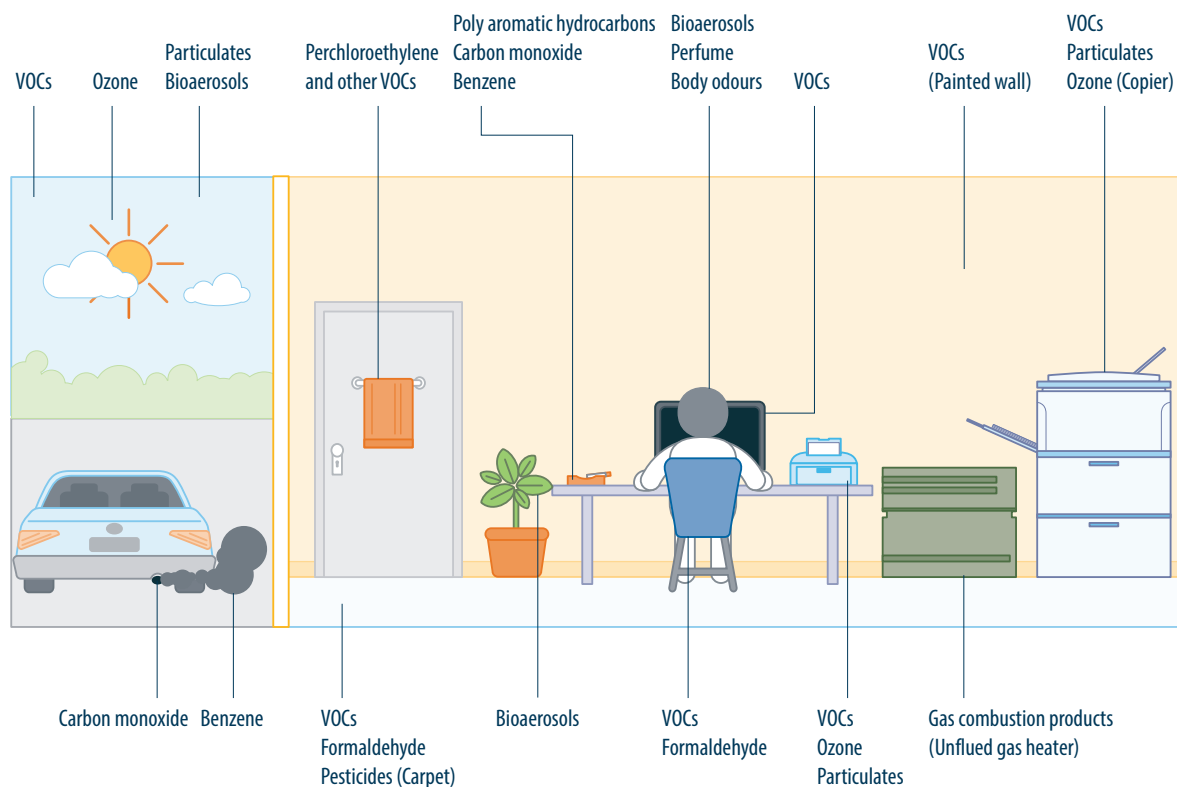 VOCs
Ozone
Particulates
Bioaerosols
Perchloroethylene
and other VOCs
Poly aromatic hydrocarbons
Carbon monoxide
Benzene
Bioaerosols
Perfume
Body odours
VOCs
VOCs
(Painted wall)
VOCs
Particulates
Ozone (Copier)
Carbon monoxide
Benzene
VOCs
Formaldehyde
Pesticides (Carpet)
Bioaerosols
VOCs
Formaldehyde
VOCs
Ozone
Particulates
Gas combustion products
(Unflued gas heater)